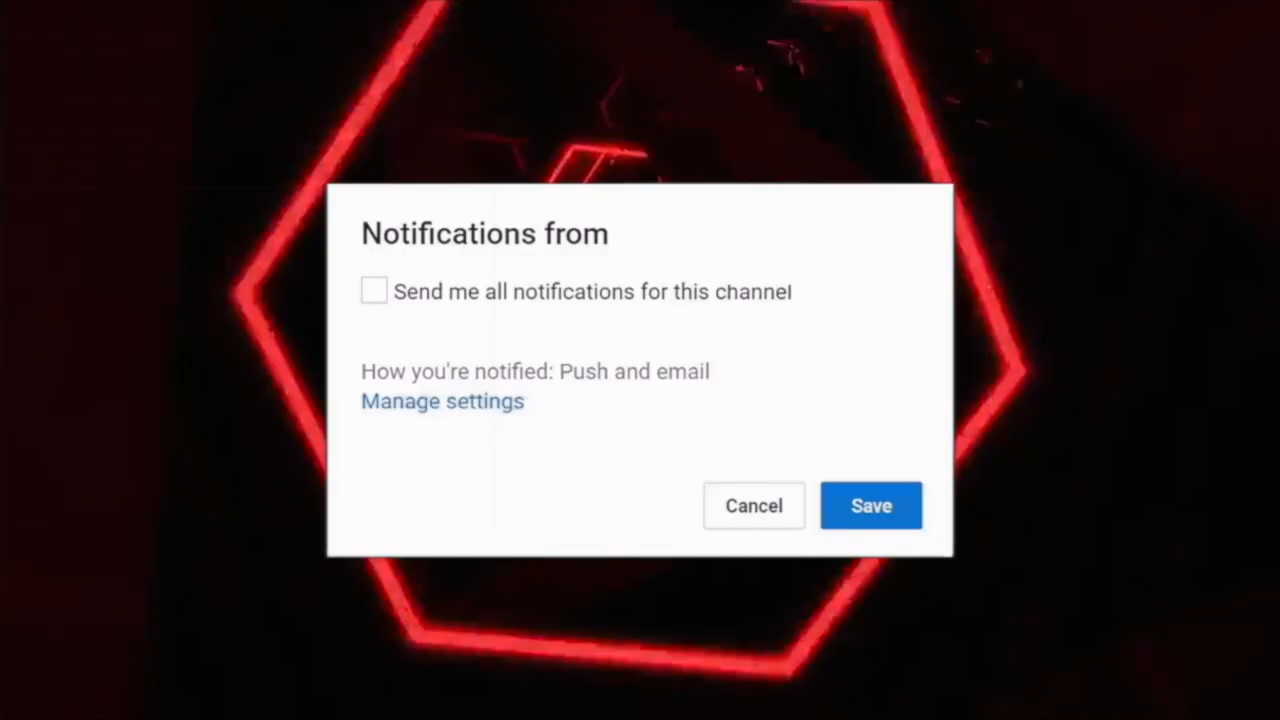 Notifications from
Send me all notifications for this channel
How you're notified: Push and email
Manage settings
Cancel
Save